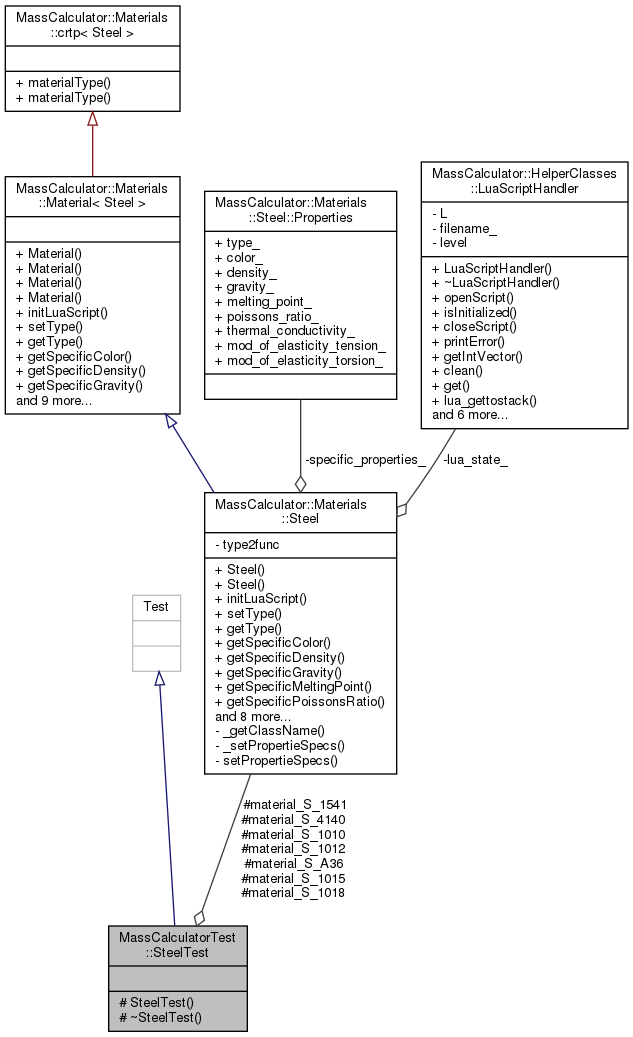 MassCalculator::Materials
::crtp< Steel >
+ materialType()
+ materialType()
MassCalculator::Materials
::Material< Steel >
+ Material()
+ Material()
+ Material()
+ Material()
+ initLuaScript()
+ setType()
+ getType()
+ getSpecificColor()
+ getSpecificDensity()
+ getSpecificGravity()
and 9 more...
MassCalculator::Materials
::Steel::Properties
+ type_
+ color_
+ density_
+ gravity_
+ melting_point_
+ poissons_ratio_
+ thermal_conductivity_
+ mod_of_elasticity_tension_
+ mod_of_elasticity_torsion_
MassCalculator::HelperClasses
::LuaScriptHandler
- L
- filename_
- level
+ LuaScriptHandler()
+ ~LuaScriptHandler()
+ openScript()
+ isInitialized()
+ closeScript()
+ printError()
+ getIntVector()
+ clean()
+ get()
+ lua_gettostack()
and 6 more...
-specific_properties_
-lua_state_
MassCalculator::Materials
::Steel
- type2func
+ Steel()
+ Steel()
+ initLuaScript()
+ setType()
+ getType()
+ getSpecificColor()
+ getSpecificDensity()
+ getSpecificGravity()
+ getSpecificMeltingPoint()
+ getSpecificPoissonsRatio()
and 8 more...
- _getClassName()
- _setPropertieSpecs()
- setPropertieSpecs()
Test
#material_S_1541
#material_S_4140
#material_S_1010
#material_S_1012
#material_S_A36
#material_S_1015
#material_S_1018
MassCalculatorTest
::SteelTest
# SteelTest()
# ~SteelTest()